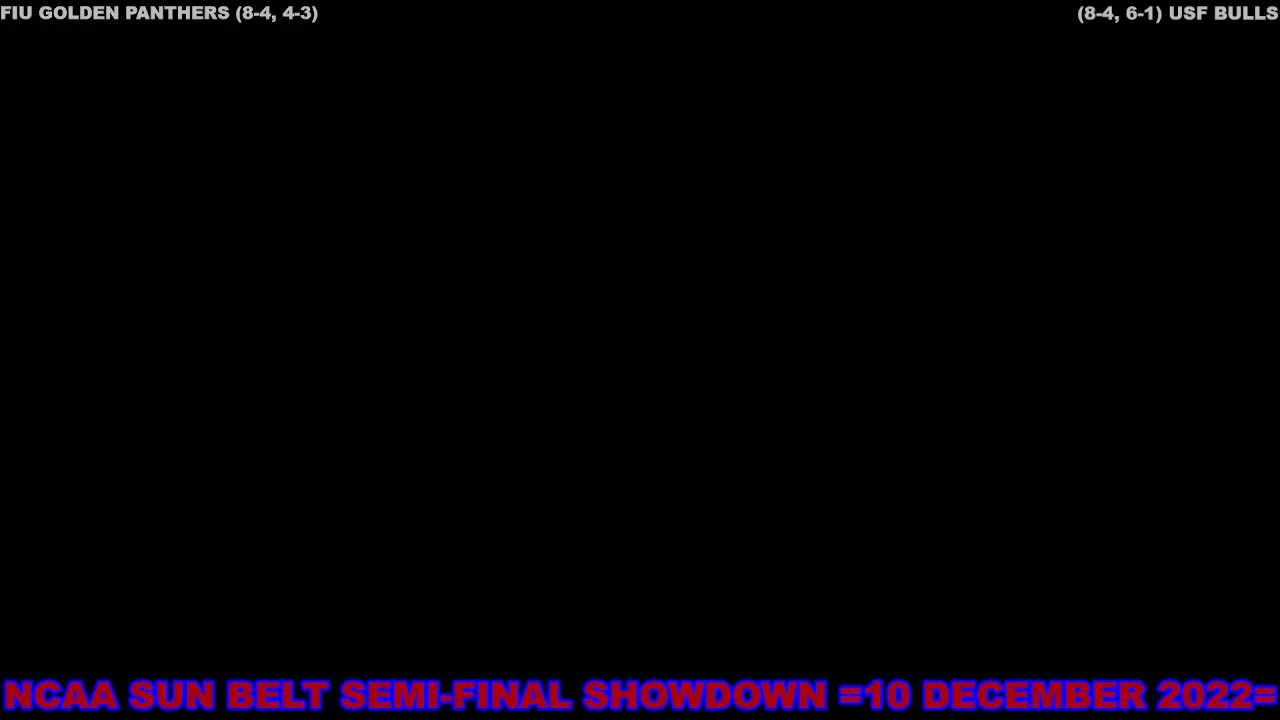 FIU GOLDEN PANTHERS (8-4, 4-3)
(8-4, 6-1) USF BULLS
NCAA SUN BELT SEMI-FINAL SHOWDOWN =10 DECEMBER 2022=